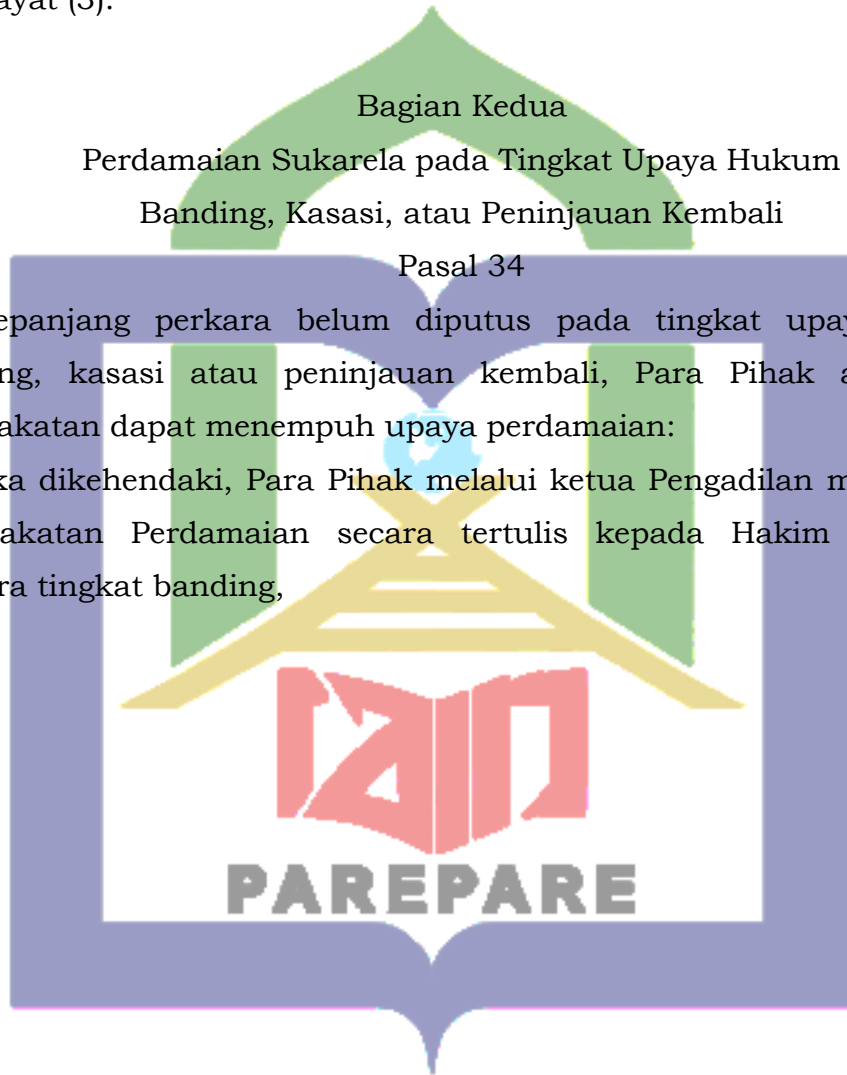 ayat (3).
Bagian Kedua
Perdamaian Sukarela pada Tingkat Upaya Hukum
Banding, Kasasi, atau Peninjauan Kembali
Pasal 34
epanjang perkara belum diputus pada tingkat upay
ng, kasasi atau peninjauan kembali, Para Pihak a
akatan dapat menempuh upaya perdamaian:
ka dikehendaki, Para Pihak melalui ketua Pengadilan m
akatan Perdamaian secara tertulis kepada Hakim
ra tingkat banding,
iain
PAREPARE